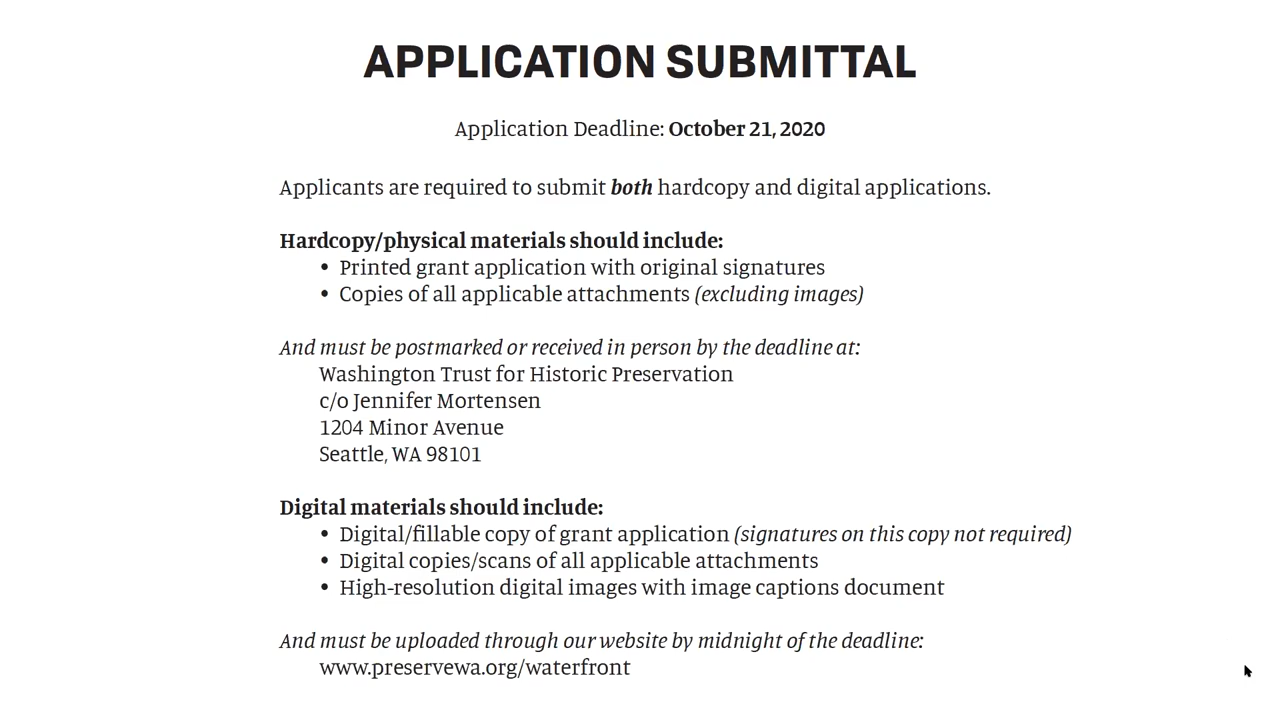 APPLICATION SUBMITTAL
Application Deadline: October 21, 2020
Applicants are required to submit both hardcopy and digital applications.
Hardcopy/physical materials should include:
• Printed grant application with original signatures
• Copies of all applicable attachments (excluding images)
And must be postmarked or received in person by the deadline at:
Washington Trust for Historic Preservation
c/o Jennifer Mortensen
1204 Minor Avenue
Seattle, WA 98101
Digital materials should include:
• Digital/fillable copy of grant application (signatures on this copy not required)
• Digital copies/scans of all applicable attachments
• High-resolution digital images with image captions document
And must be uploaded through our website by midnight of the deadline:
www.preservewa.org/waterfront